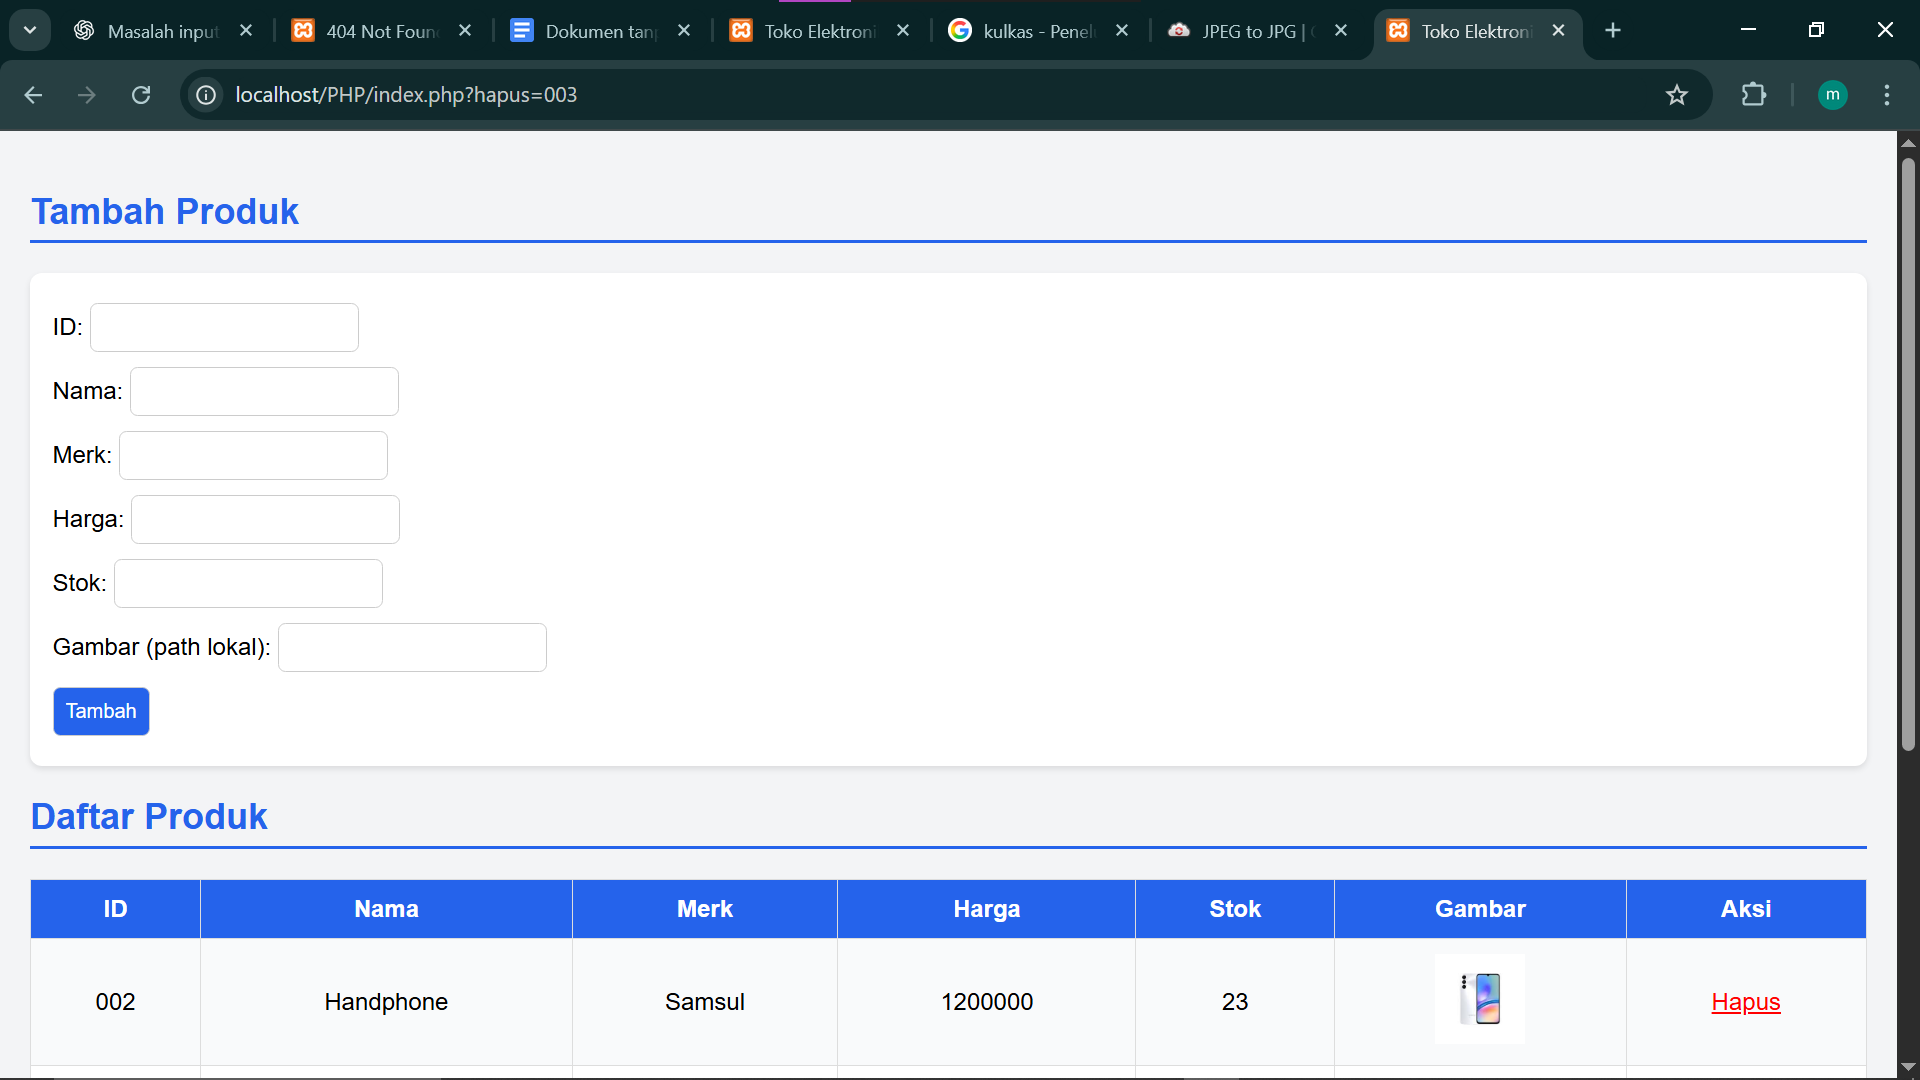 Masalah input
404 Not Foun
Dokumen tanp
Toko Elektroni
kulkas - Penel
JPEG to JPG |
Toko Elektroni
localhost/PHP/index.php?hapus=003
m
Tambah Produk
ID:
Nama:
Merk:
Harga:
Stok:
Gambar (path lokal):
Tambah
Daftar Produk
ID Nama Merk Harga Stok Gambar Aksi
002 Handphone Samsul 1200000 23 Hapus